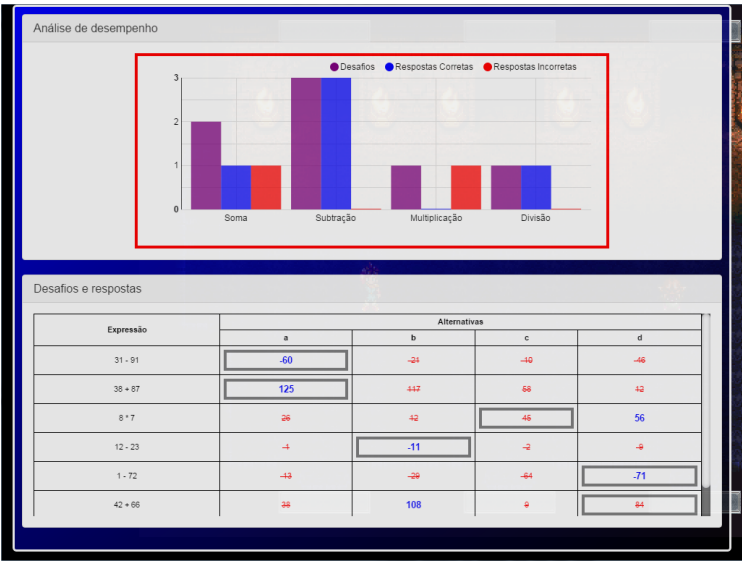 Análise de desempenho
Desafios Respostas Corretas Respostas Incorretas
3
2
1
0
Soma Subtração Multiplicação Divisão
Desafios e respostas
Expressão Alternativas
a b c d
31 - 91 -60 -21 -10 -46
38 + 87 125 117 58 12
8 * 7 26 12 45 56
12 - 23 -1 -11 -2 -9
1 - 72 -13 -29 -64 -71
42 + 66 38 108 9 84